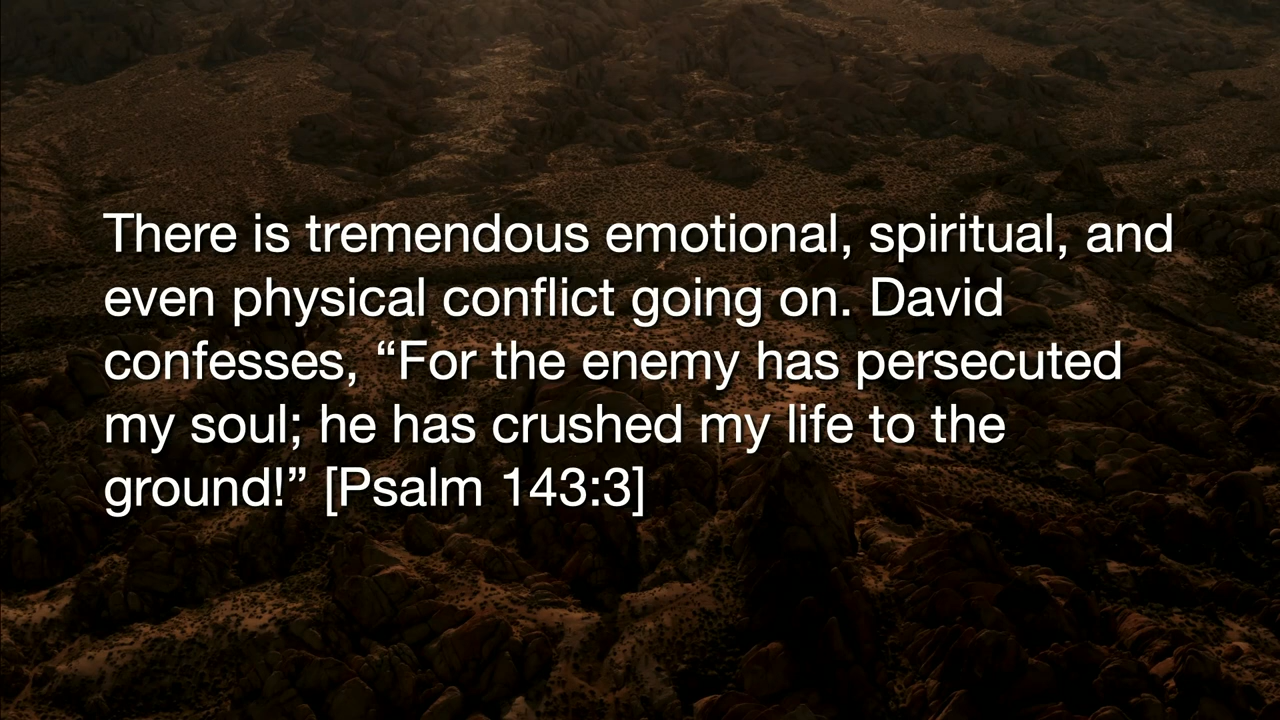 There is tremendous emotional, spiritual, and
even physical conflict going on. David
confesses, “For the enemy has persecuted
my soul; he has crushed my life to the
ground!” [Psalm 143:3]